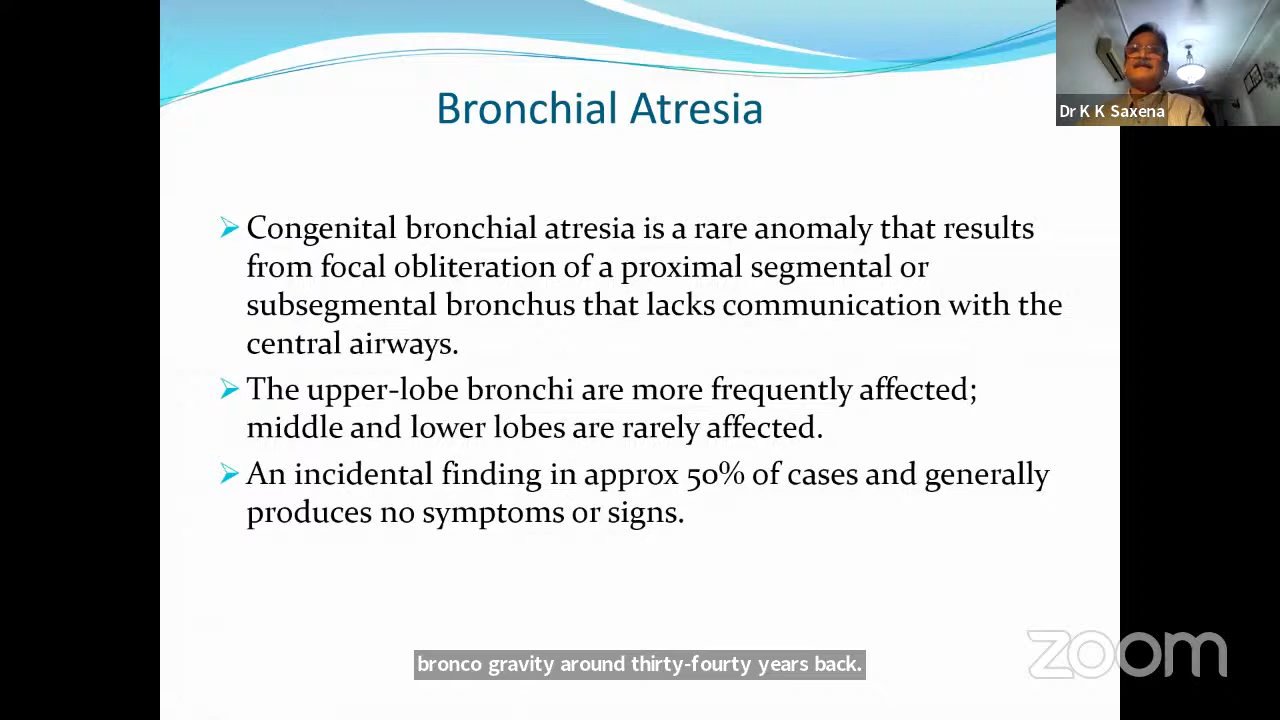 Bronchial Atresia
Dr K K Saxena
Congenital bronchial atresia is a rare anomaly that results
from focal obliteration of a proximal segmental or
subsegmental bronchus that lacks communication with the
central airways.
The upper-lobe bronchi are more frequently affected;
middle and lower lobes are rarely affected.
An incidental finding in approx 50% of cases and generally
produces no symptoms or signs.
bronco gravity around thirty-fourty years back.
zoom